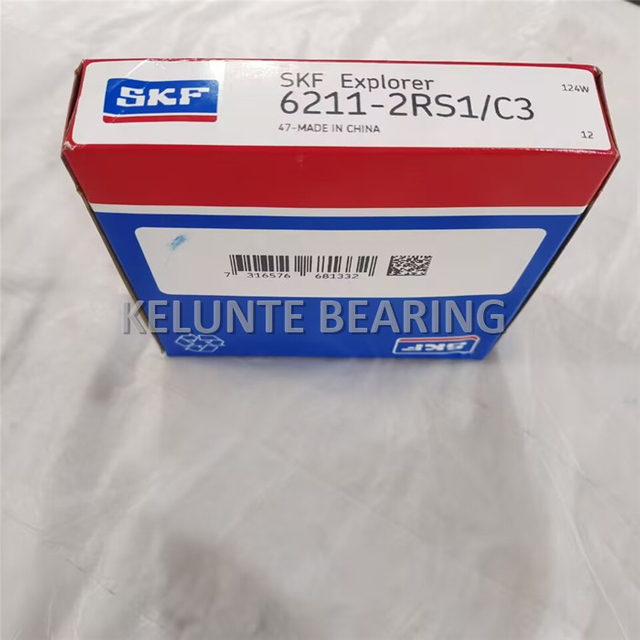 SKF
SKF Explorer
6211-2RS1/C3
47-MADE IN CHINA
124W
12
7 316576 681332
KELUNTE BEARING
SKF